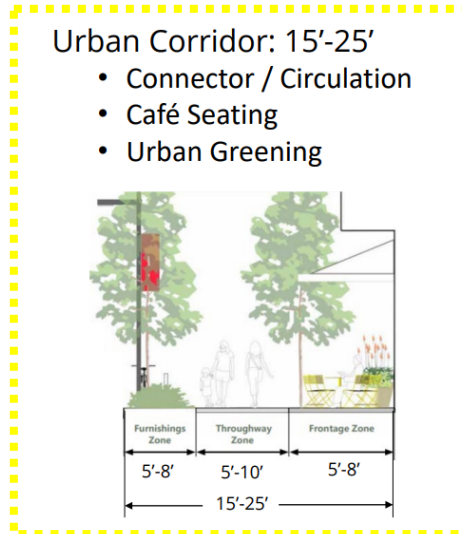 Urban Corridor: 15’-25’
• Connector / Circulation
• Café Seating
• Urban Greening
Furnishings Zone
Throughway Zone
Frontage Zone
5’-8’
5’-10’
5’-8’
15’-25’